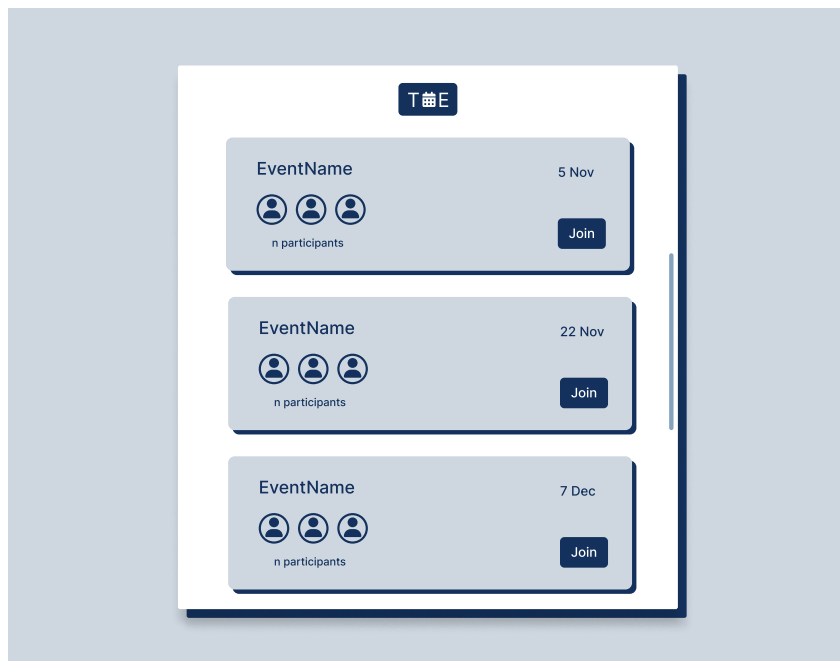 T E
EventName
5 Nov
n participants
Join
EventName
22 Nov
n participants
Join
EventName
7 Dec
n participants
Join